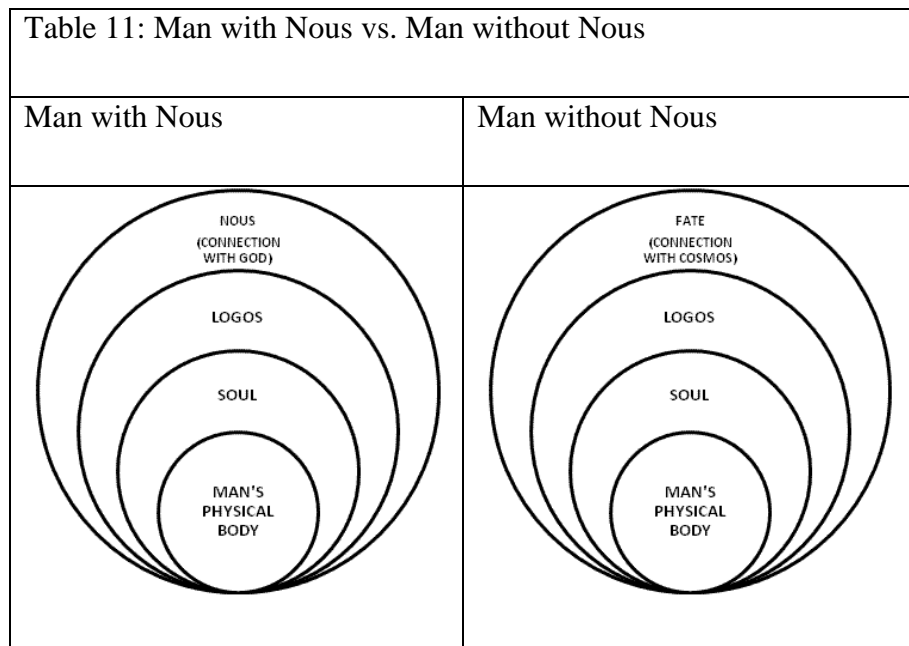 Table 11: Man with Nous vs. Man without Nous
Man with Nous
Man without Nous
NOUS
(CONNECTION
WITH GOD)
LOGOS
SOUL
MAN'S
PHYSICAL
BODY
FATE
(CONNECTION
WITH COSMOS)
LOGOS
SOUL
MAN'S
PHYSICAL
BODY